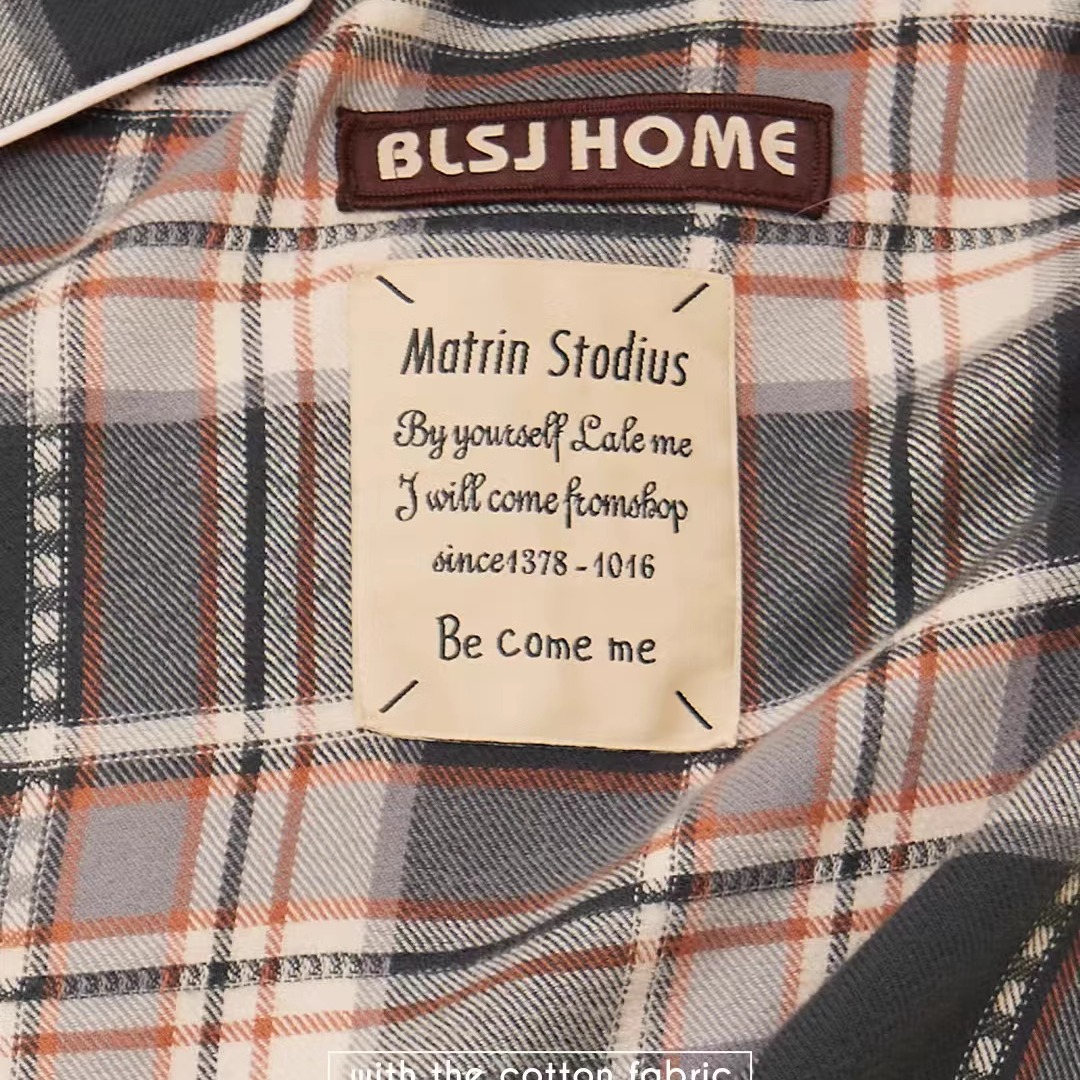 BLSJ HOME
Matrin Stodius
By yourself Lale me
I will come fromshop
since1378-1016
Be come me
with the cotton fabric